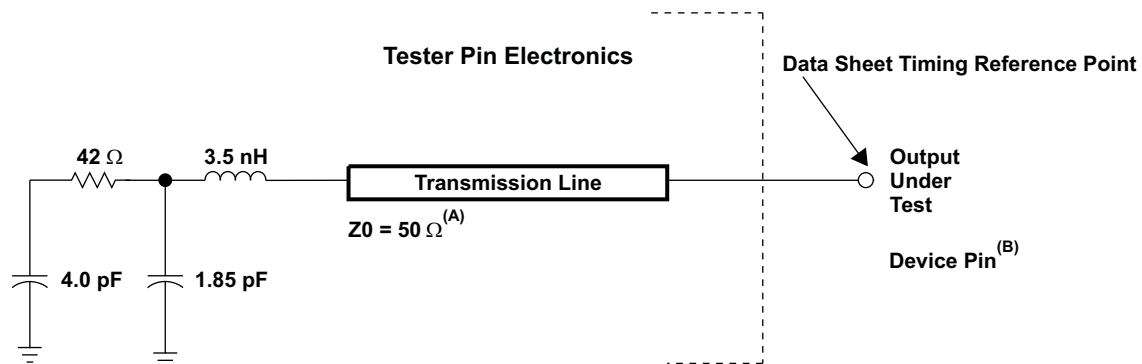 Tester Pin Electronics
Data Sheet Timing Reference Point
42 Ω
3.5 nH
Transmission Line
Output
Under
Test
Z0 = 50 Ω(A)
Device Pin(B)
4.0 pF
1.85 pF